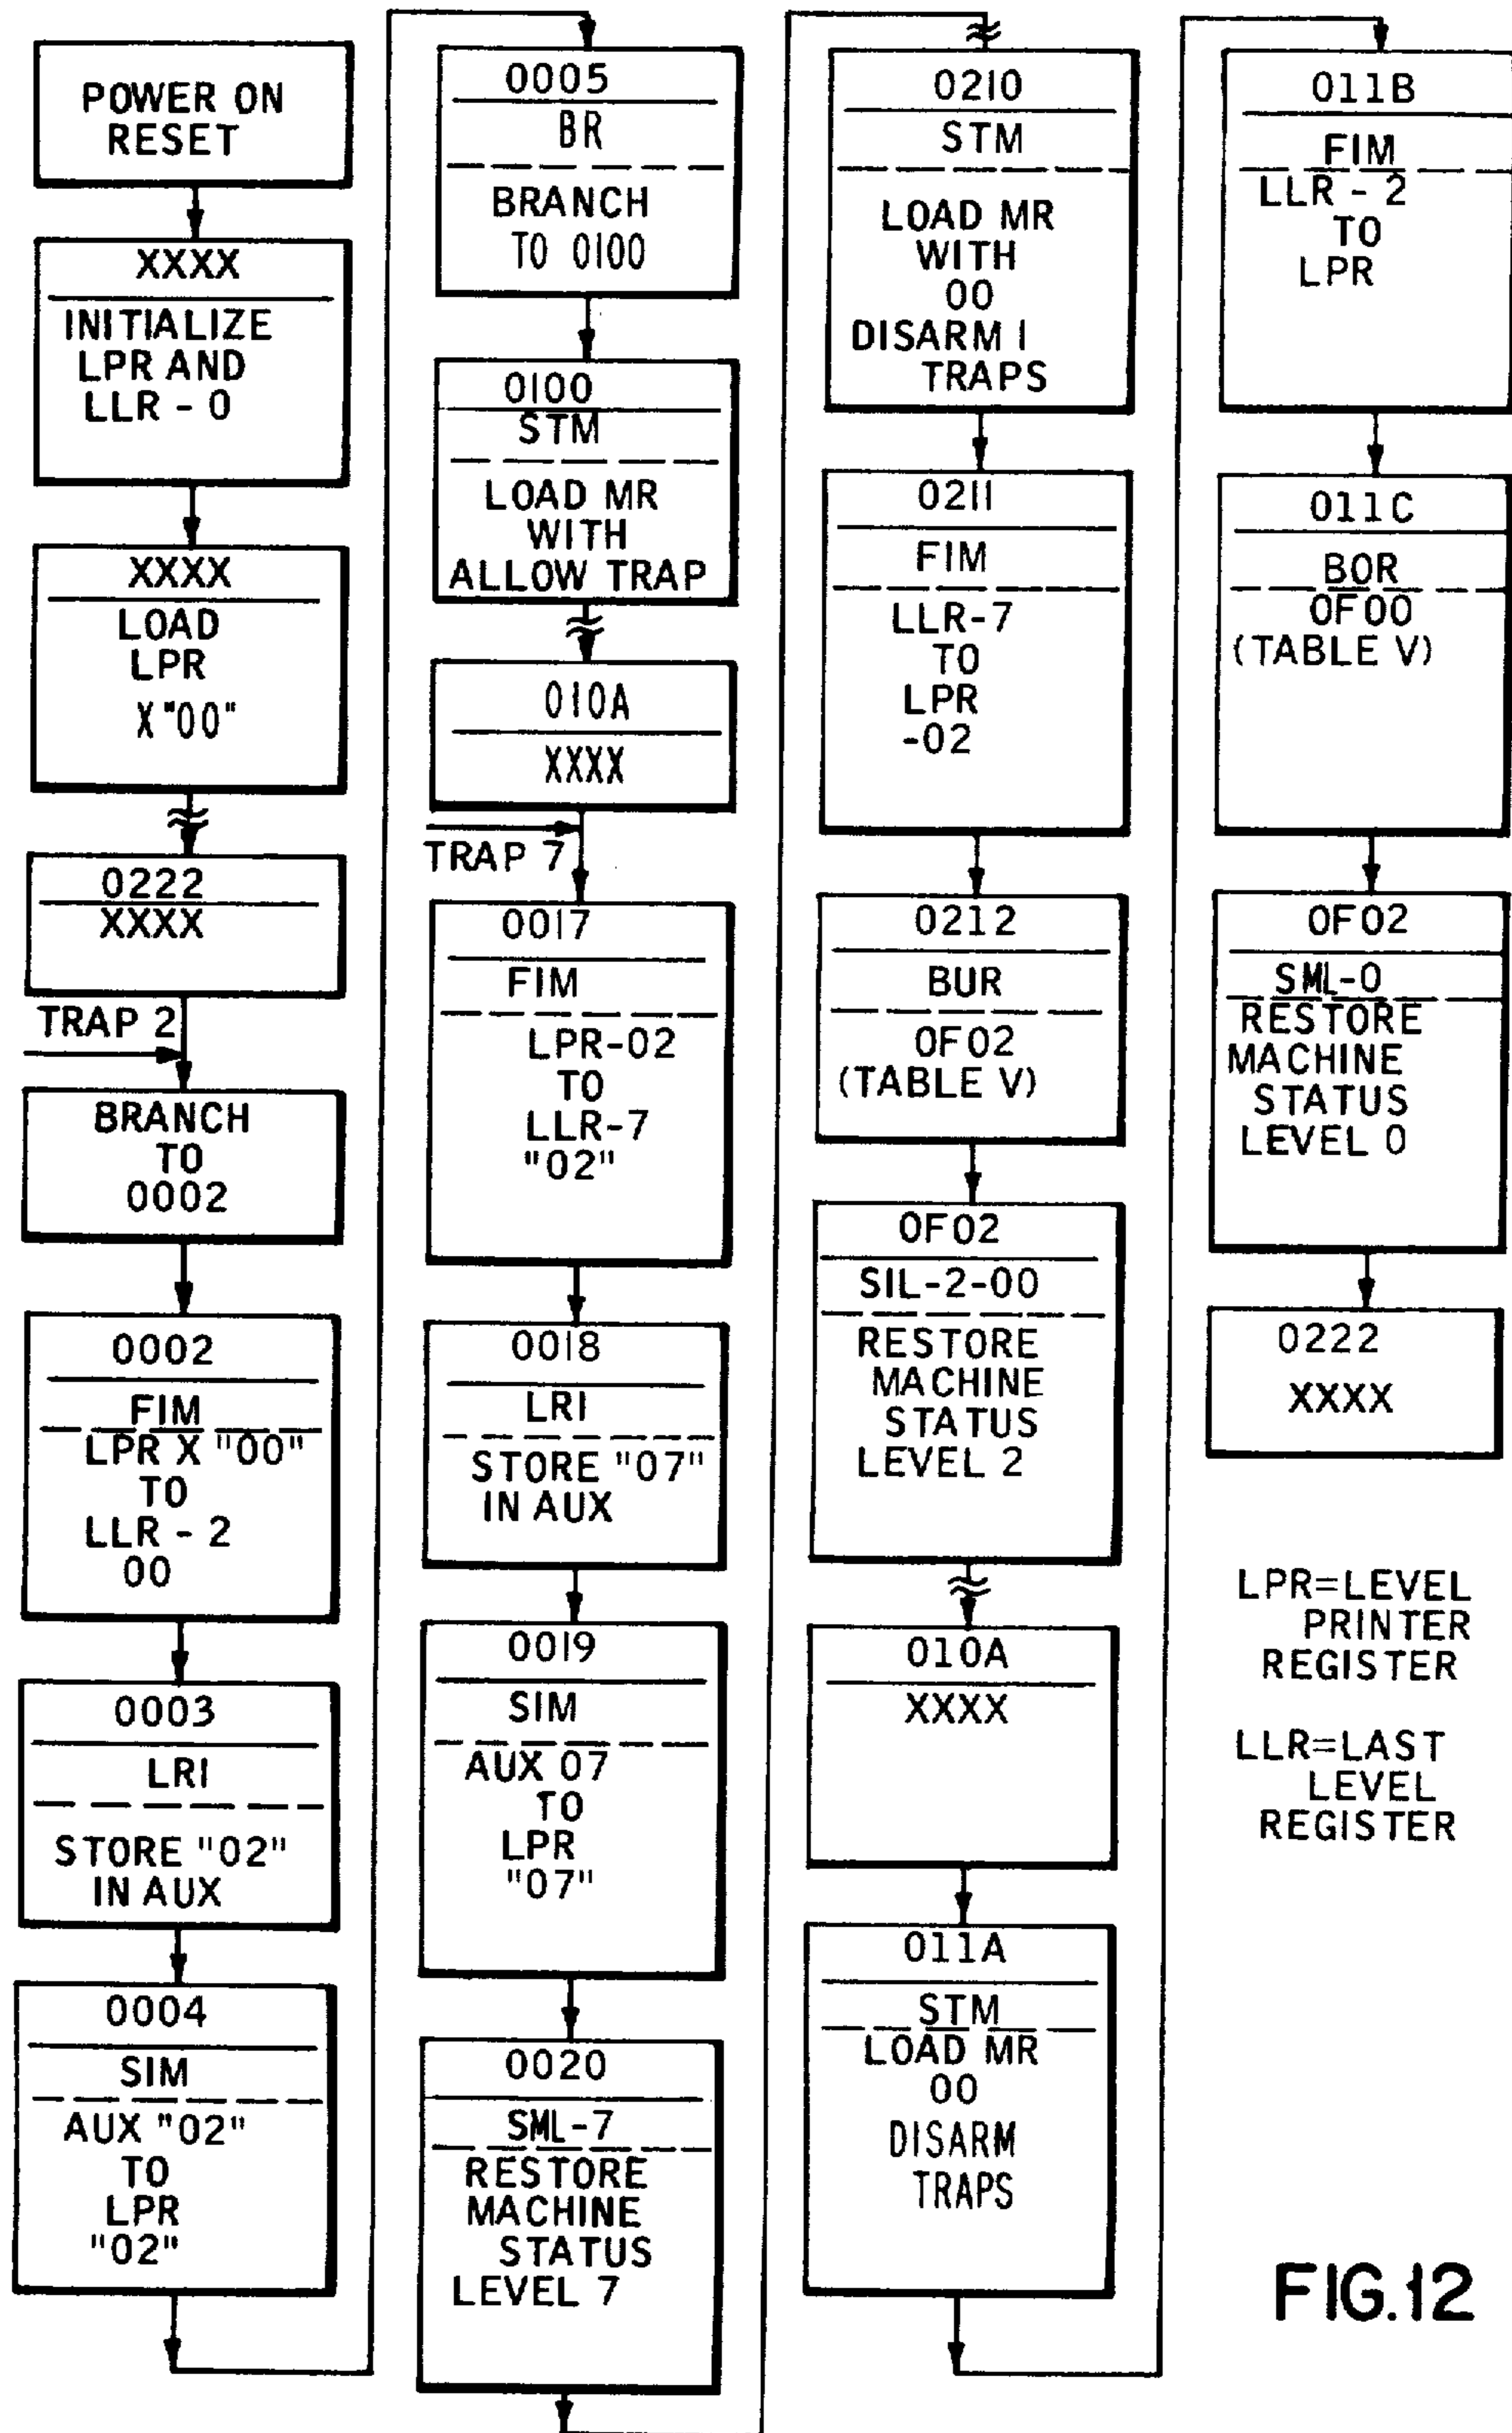 POWER ON
RESET
XXXX
INITIALIZE
LPR AND
LLR - 0
XXXX
LOAD
LPR
X "00"
0222
XXXX
TRAP 2
BRANCH
TO
0002
0002
FIM
LPR X "00"
TO
LLR - 2
00
0003
LRI
STORE "02"
IN AUX
0004
SIM
AUX "02"
TO
LPR
"02"
0005
BR
BRANCH
TO 0100
0100
STM
LOAD MR
WITH
ALLOW TRAP
010A
XXXX
TRAP 7
0017
FIM
LPR-02
TO
LLR-7
"02"
0018
LRI
STORE "07"
IN AUX
0019
SIM
AUX 07
TO
LPR
"07"
0020
SML-7
RESTORE
MACHINE
STATUS
LEVEL 7
0210
STM
LOAD MR
WITH
00
DISARM I
TRAPS
0211
FIM
LLR-7
TO
LPR
-02
0212
BUR
0F02
(TABLE V)
0F02
SIL-2-00
RESTORE
MACHINE
STATUS
LEVEL 2
010A
XXXX
011A
STM
LOAD MR
00
DISARM
TRAPS
011B
FIM
LLR - 2
TO
LPR
011C
BOR
0F00
(TABLE V)
0F02
SML-0
RESTORE
MACHINE
STATUS
LEVEL 0
0222
XXXX
LPR=LEVEL
PRINTER
REGISTER
LLR=LAST
LEVEL
REGISTER
FIG.12